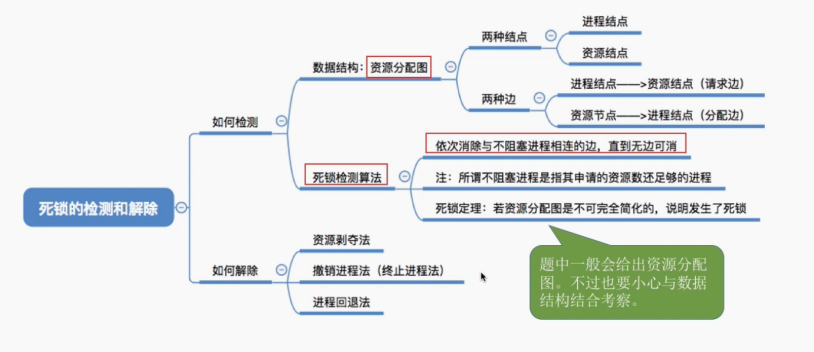 死锁的检测和解除
如何检测
数据结构：资源分配图
两种结点
进程结点
资源结点
两种边
进程结点——>资源结点（请求边）
资源节点——>进程结点（分配边）
死锁检测算法
依次消除与不阻塞进程相连的边，直到无边可消
注：所谓不阻塞进程是指其申请的资源数还足够的进程
死锁定理：若资源分配图是不可完全简化的，说明发生了死锁
如何解除
资源剥夺法
撤销进程法（终止进程法）
进程回退法
题中一般会给出资源分配
图。不过也要小心与数据
结构结合考察。